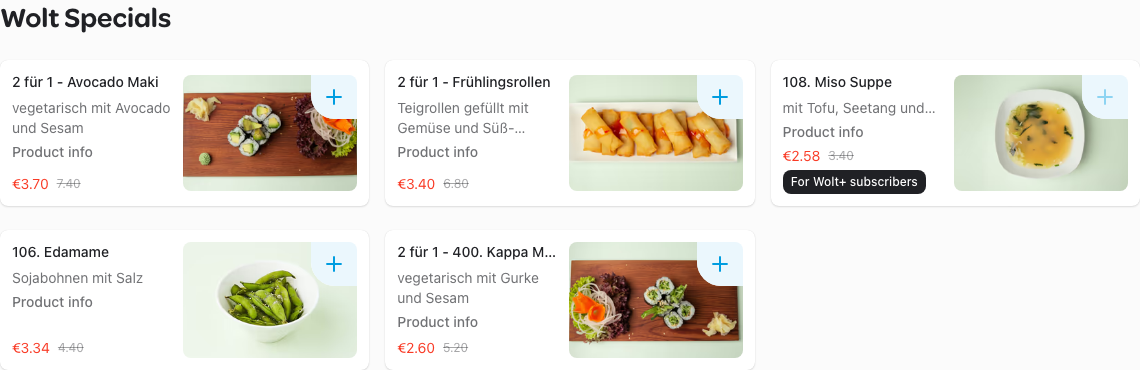 Wolt Specials
2 für 1 - Avocado Maki
vegetarisch mit Avocado
und Sesam
Product info
€3.70 7.40
2 für 1 - Frühlingsrollen
Teigrollen gefüllt mit
Gemüse und Süß-...
Product info
€3.40 6.80
108. Miso Suppe
mit Tofu, Seetang und...
Product info
€2.58 3.40
For Wolt+ subscribers
106. Edamame
Sojabohnen mit Salz
Product info
€3.34 4.40
2 für 1 - 400. Kappa M...
vegetarisch mit Gurke
und Sesam
Product info
€2.60 5.20